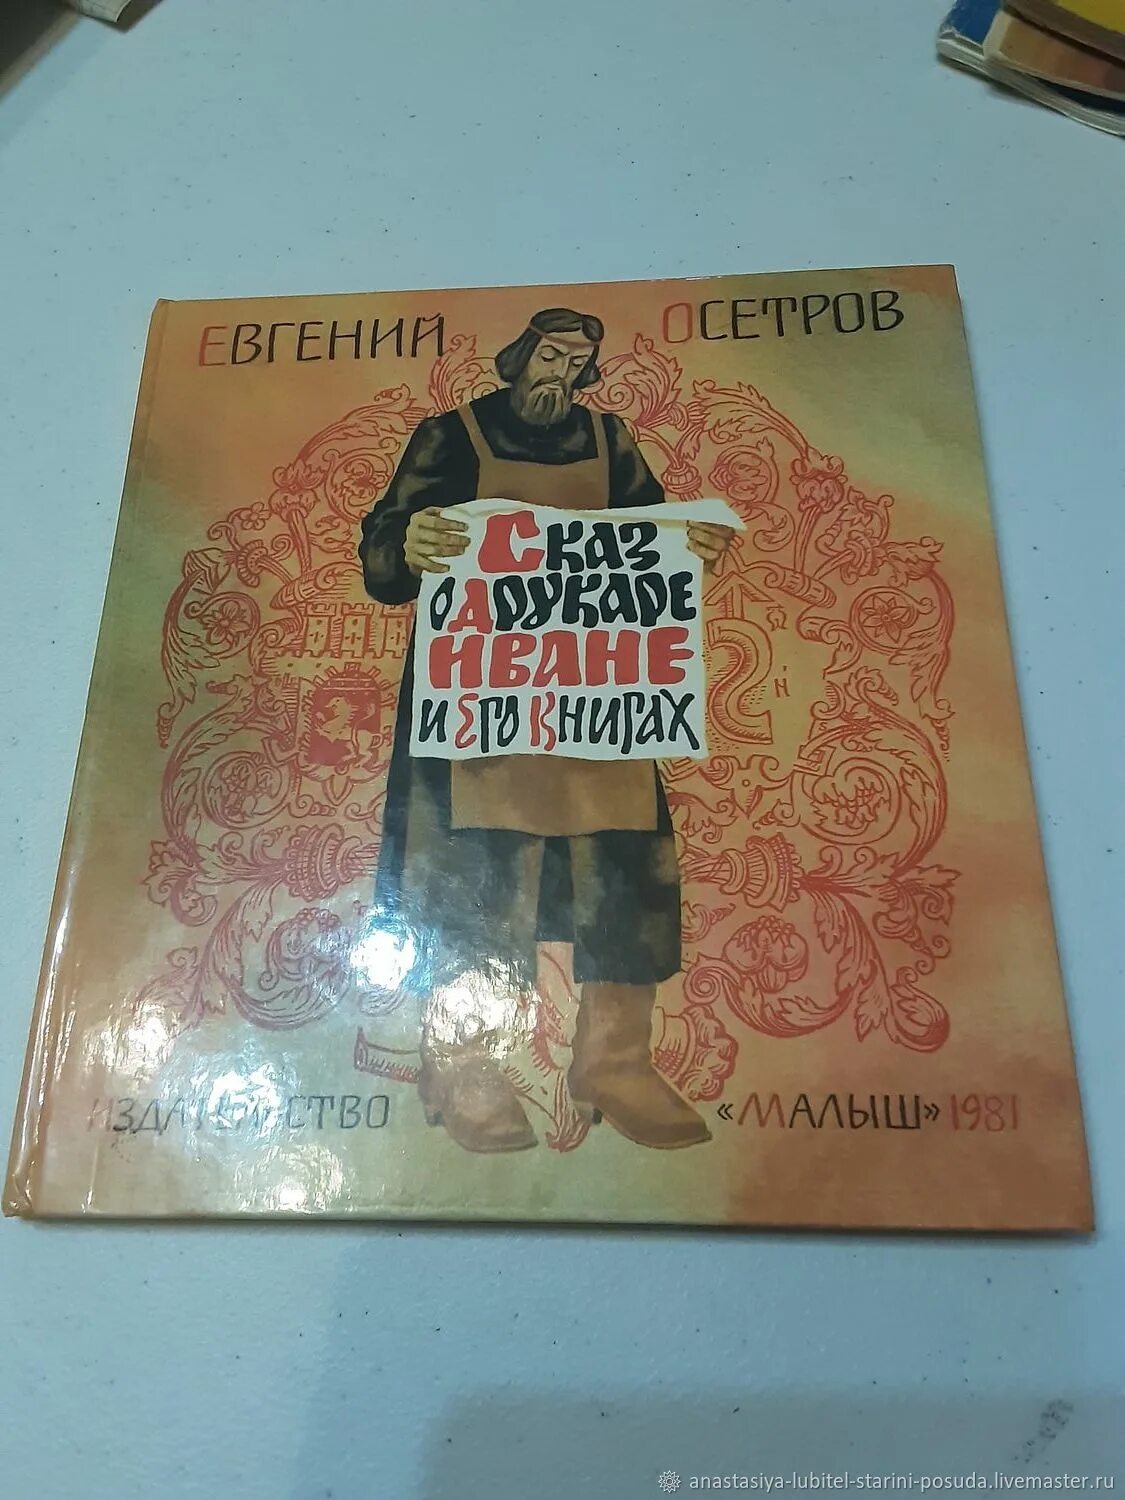 ЕВГЕНИЙ ОСЕТРОВ
СКАЗ
О ДРУКАРЕ
ИВАНЕ
И ЕГО КНИГАХ
ИЗДАТЕЛЬСТВО «МАЛЫШ» 1981
anastasiya-lubitel-starini-posuda.livemaster.ru